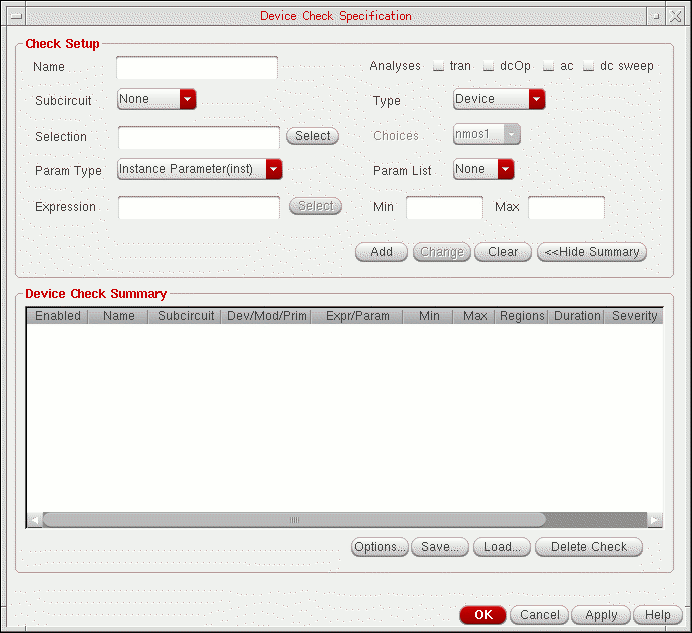 Device Check Specification
Check Setup
Name Analyses tran dcOp ac dc sweep
Subcircuit None Type Device
Selection Select Choices nmos1
Param Type Instance Parameter(inst) Param List None
Expression Select Min Max
Add Change Clear <<Hide Summary
Device Check Summary
Enabled Name Subcircuit Dev/Mod/Prim Expr/Param Min Max Regions Duration Severity
Options... Save... Load... Delete Check
OK Cancel Apply Help